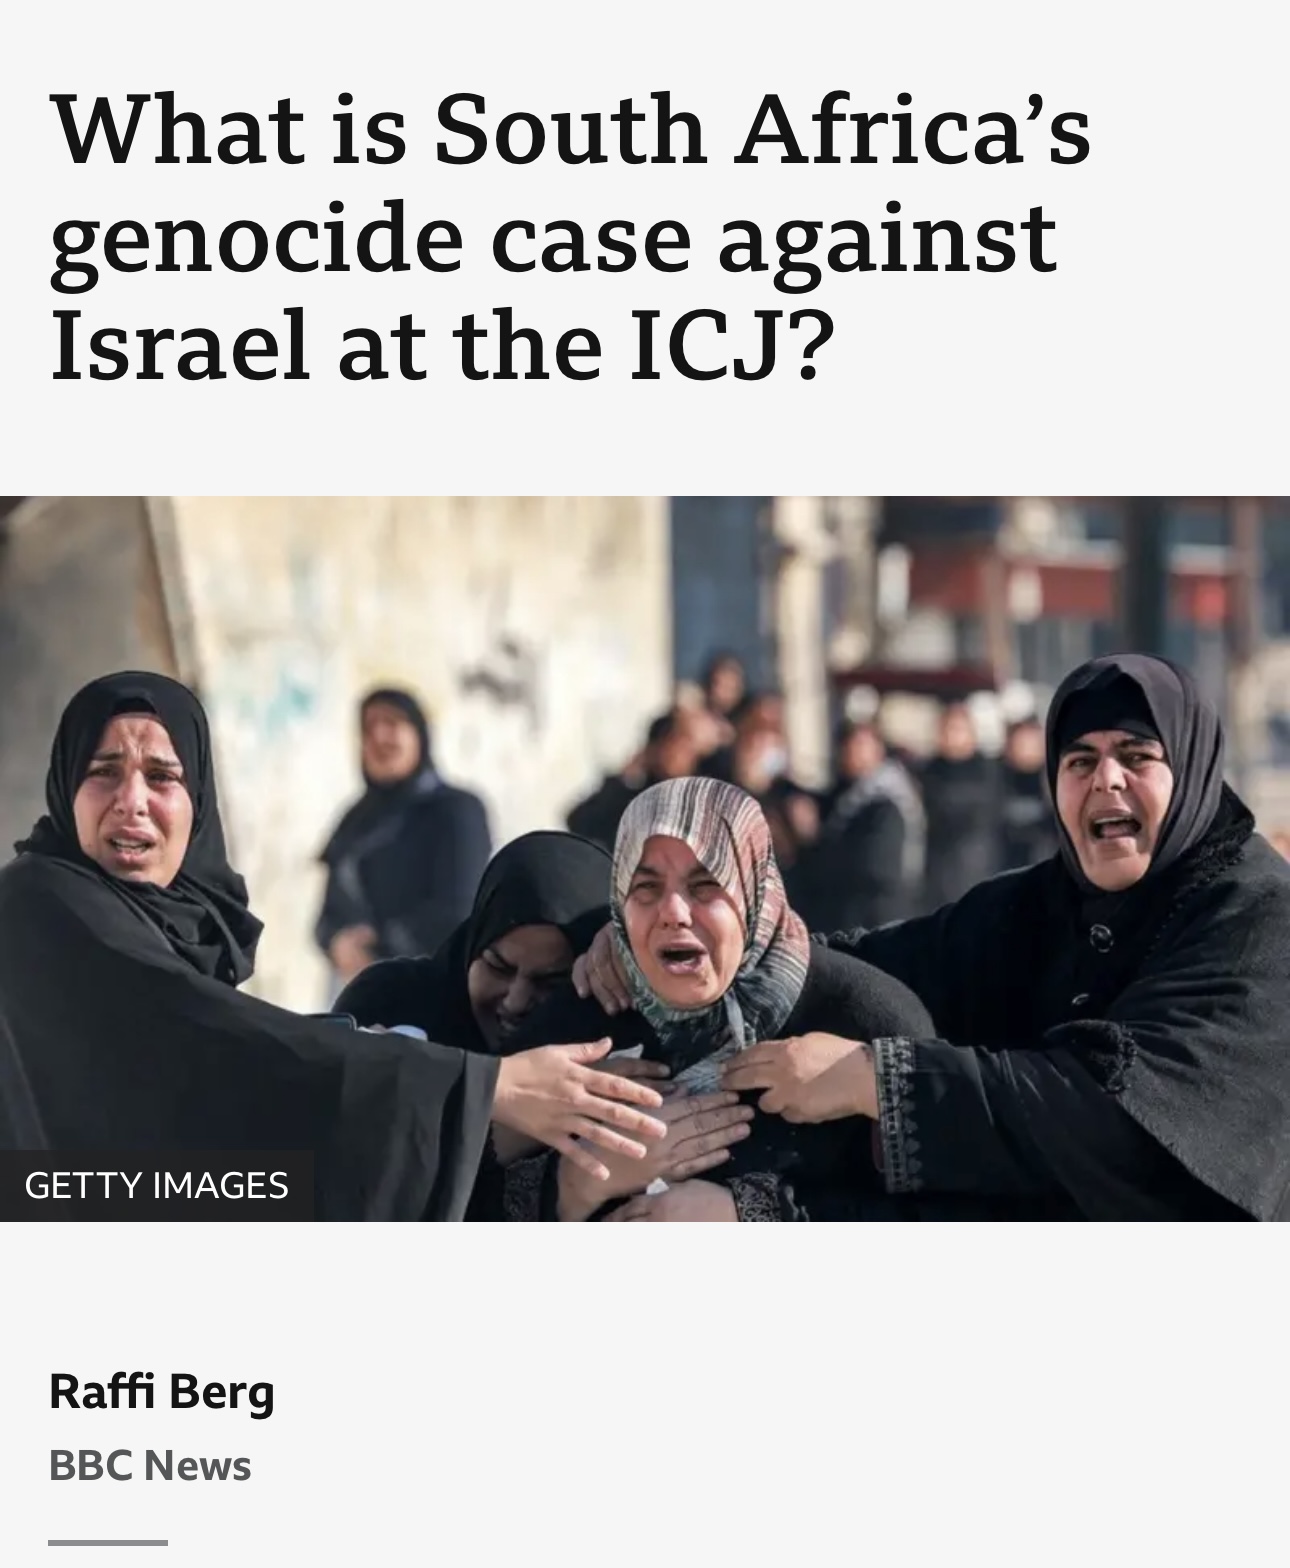 What is South Africa’s
genocide case against
Israel at the ICJ?
GETTY IMAGES
Raffi Berg
BBC News